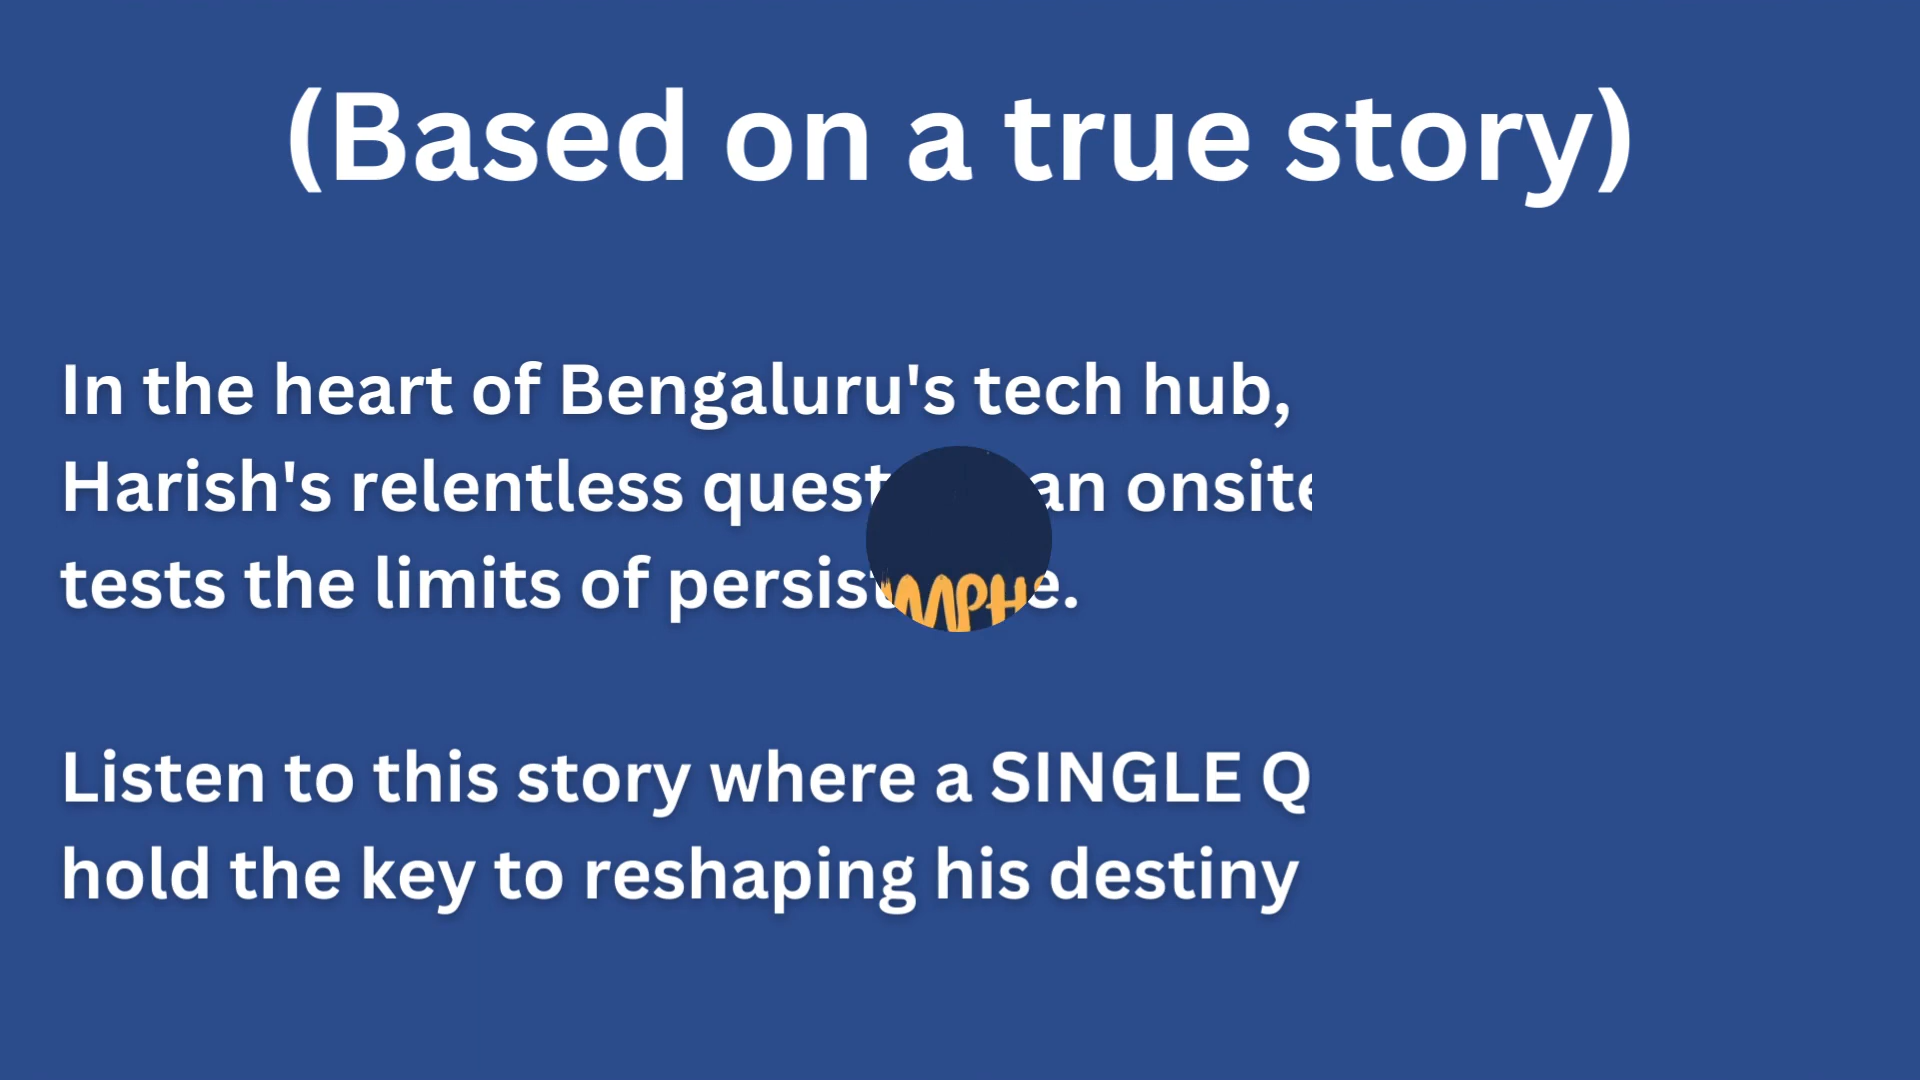 (Based on a true story)
In the heart of Bengaluru's tech hub,
Harish's relentless quest an onsite
tests the limits of
Listen to this story where a SINGLE Q
hold the key to reshaping his destiny